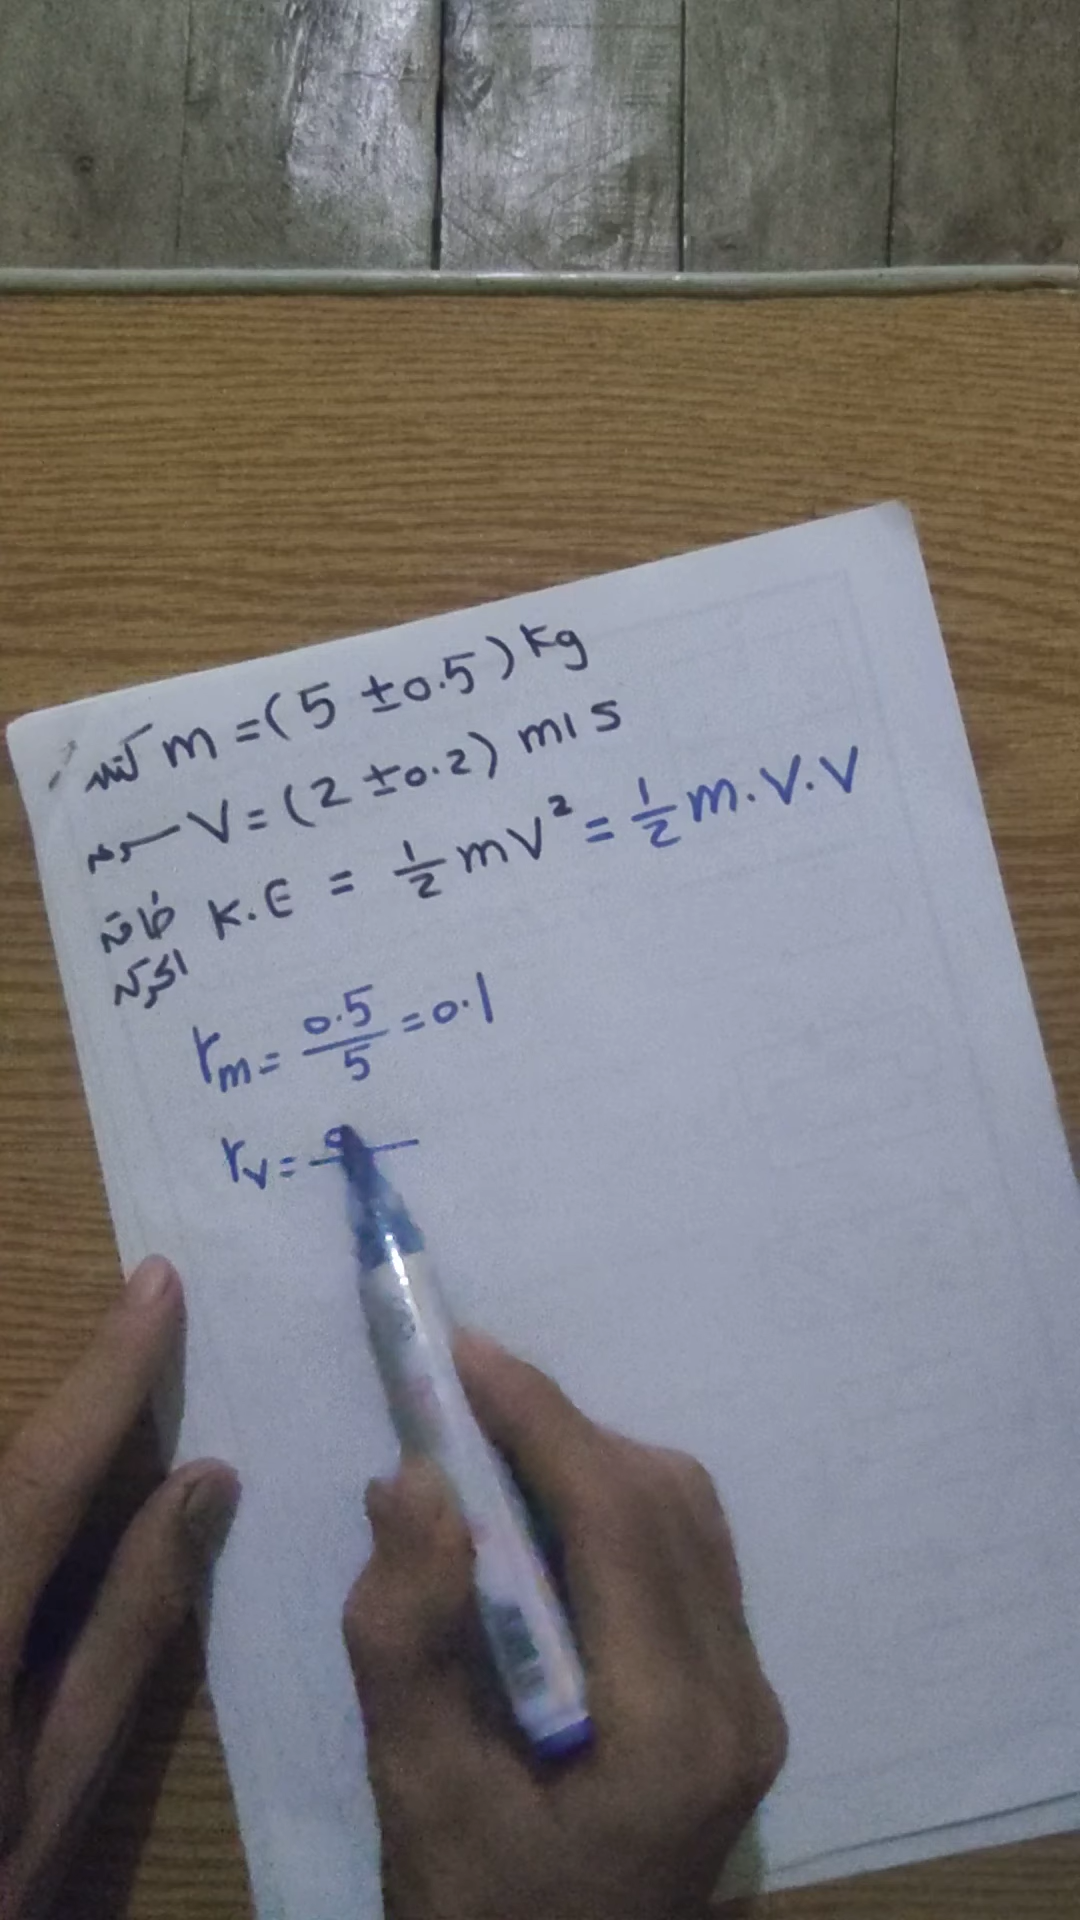 كتلة m = (5 ±0.5) kg
سرعة V = (2 ±0.2) m/s
طاقة K.E = 1/2 mV² = 1/2 m.V.V
الحركة
rm = 0.5/5 = 0.1
rv = 0